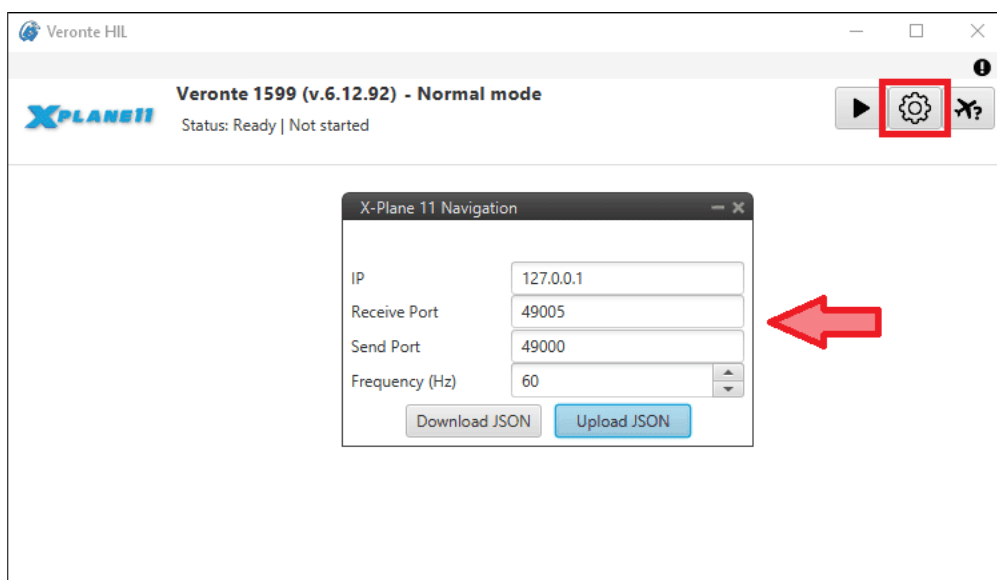 Veronte HIL
Veronte 1599 (v.6.12.92) - Normal mode
XPLANE11
Status: Ready | Not started
?
X-Plane 11 Navigation
IP 127.0.0.1
Receive Port 49005
Send Port 49000
Frequency (Hz) 60
Download JSON Upload JSON